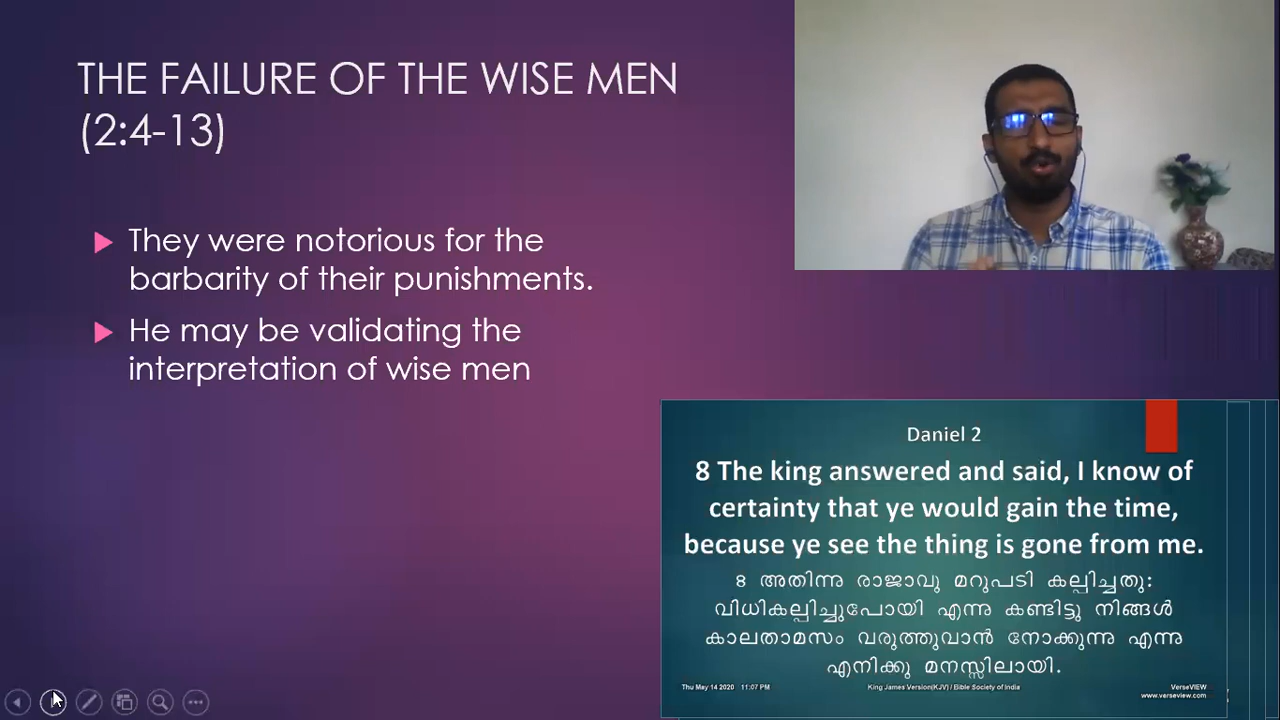 THE FAILURE OF THE WISE MEN
(2:4-13)
They were notorious for the
barbarity of their punishments.
He may be validating the
interpretation of wise men
Daniel 2
8 The king answered and said, I know of
certainty that ye would gain the time,
because ye see the thing is gone from me.
8 അതിന്നു രാജാവു മറുപടി കല്പിച്ചതു:
വിധികല്പിച്ചുപോയി എന്നു കണ്ടിട്ടു നിങ്ങൾ
കാലതാമസം വരുത്തുവാൻ നോക്കുന്നു എന്നു
എനിക്കു മനസ്സിലായി.
Thu May 14 2020 11:07 PM
King James Version(KJV) / Bible Society of India
VerseVIEW
www.verseview.com